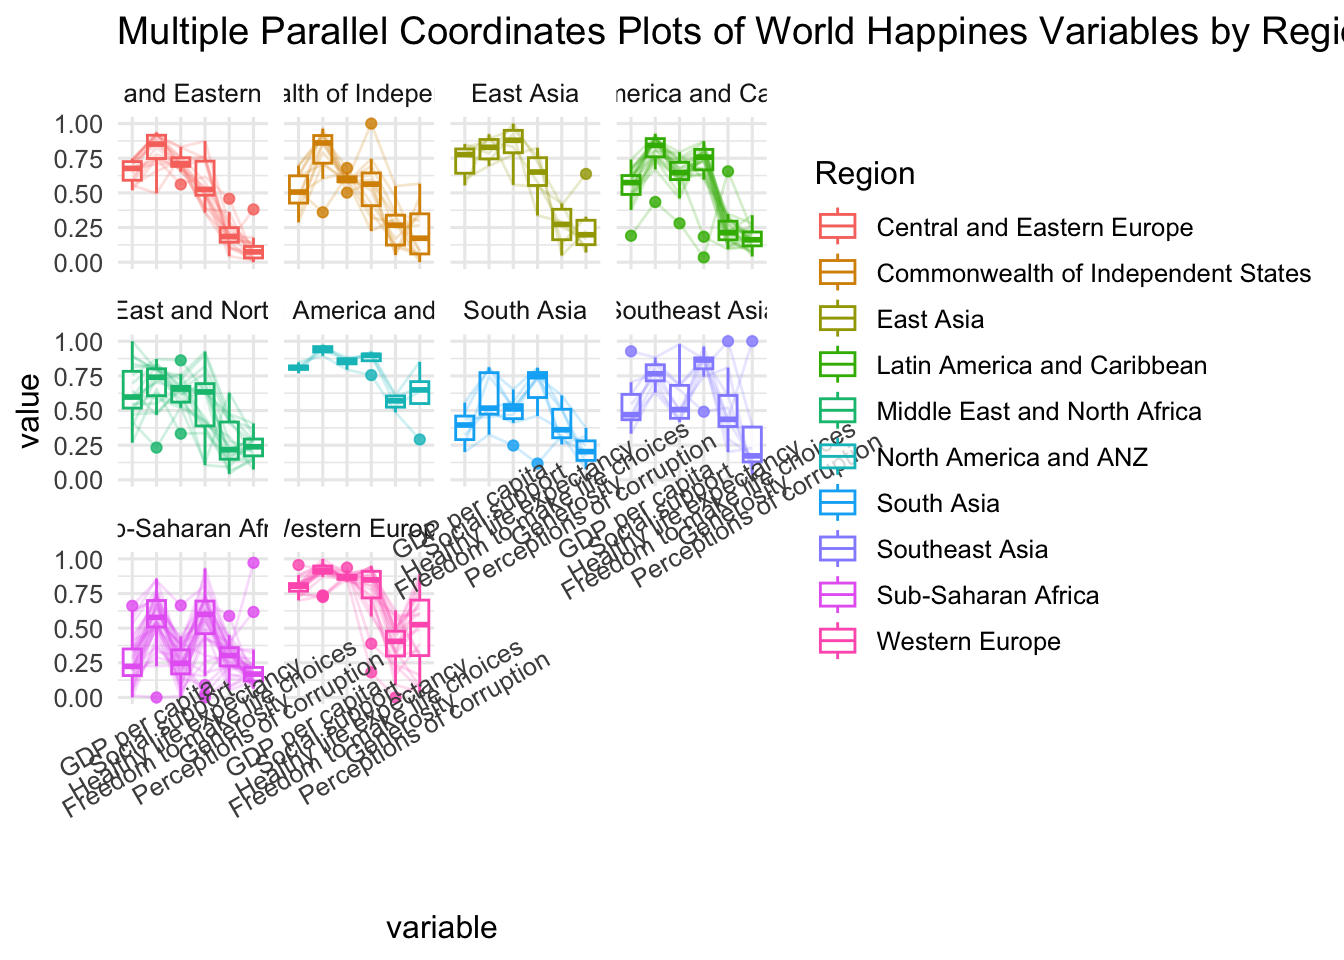 Multiple Parallel Coordinates Plots of World Happines Variables by Regi
and Eastern
alth of Indeper
East Asia
nerica and Ca
1.00
0.75
0.50
0.25
0.00
East and Nort
America and
South Asia
Southeast Asia
1.00
0.75
0.50
0.25
0.00
GDP per capita
Social support
Healthy life expectancy
Freedom to make life choices
Generosity
Perceptions of corruption
GDP per capita
Social support
Healthy life expectancy
Freedom to make life choices
Generosity
Perceptions of corruption
o-Saharan Afr
Western Europ
1.00
0.75
0.50
0.25
0.00
GDP per capita
Social support
Healthy life expectancy
Freedom to make life choices
Generosity
Perceptions of corruption
GDP per capita
Social support
Healthy life expectancy
Freedom to make life choices
Generosity
Perceptions of corruption
value
variable
Region
Central and Eastern Europe
Commonwealth of Independent States
East Asia
Latin America and Caribbean
Middle East and North Africa
North America and ANZ
South Asia
Southeast Asia
Sub-Saharan Africa
Western Europe